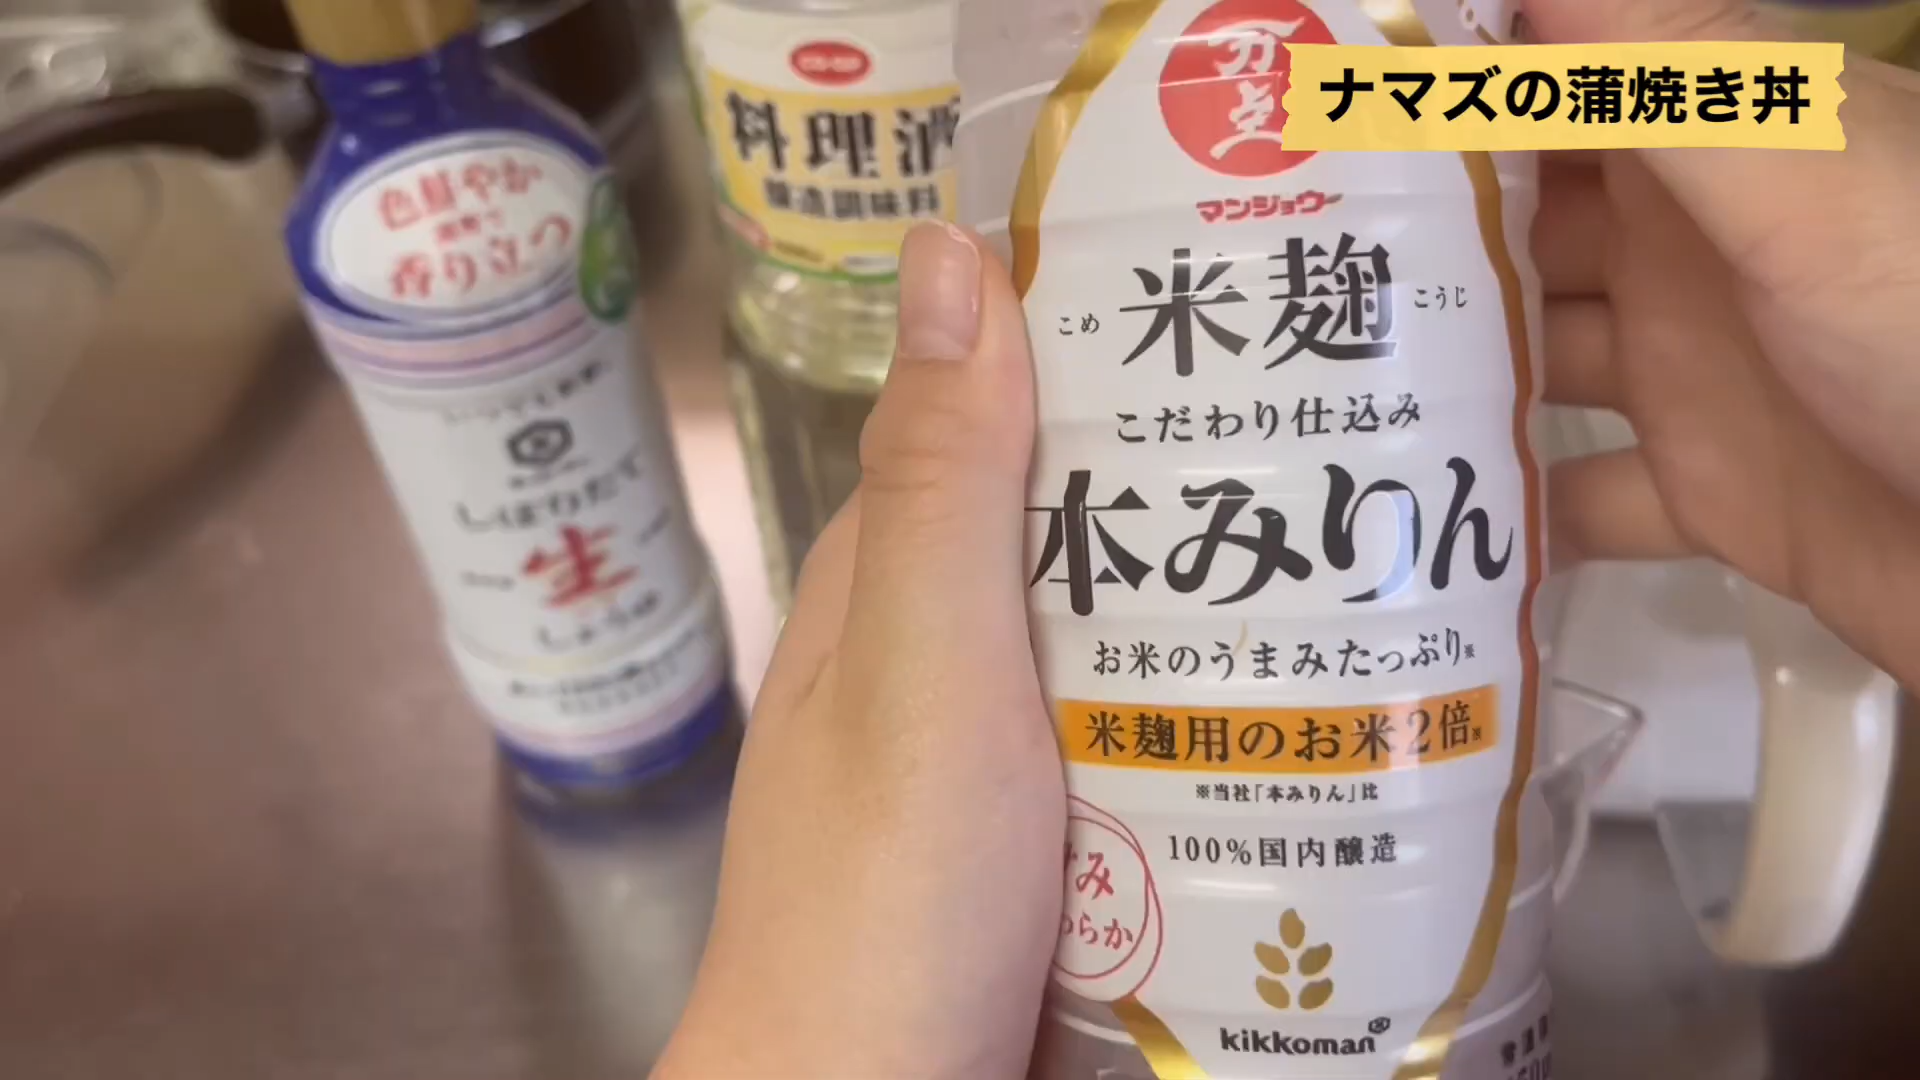 ナマズの蒲焼き丼
色鮮やか
香り立つ
しぼりたて
生
しょうゆ
料理酒
醸造調味料
万上
マンジョウ
こめ 米麹 こうじ
こだわり仕込み
本みりん
お米のうまみたっぷり※
米麹用のお米2倍※
※当社「本みりん」比
100%国内醸造
らか
kikkoman